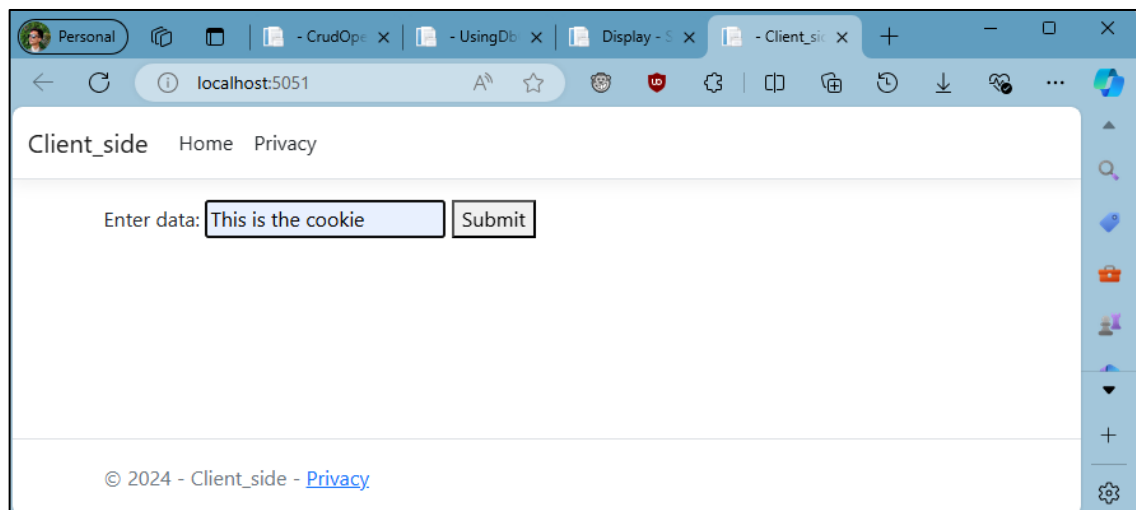 Personal - CrudOpe - UsingDb Display - S - Client_sic
localhost:5051 A UD
Client_side Home Privacy
Enter data: This is the cookie Submit
© 2024 - Client_side - Privacy